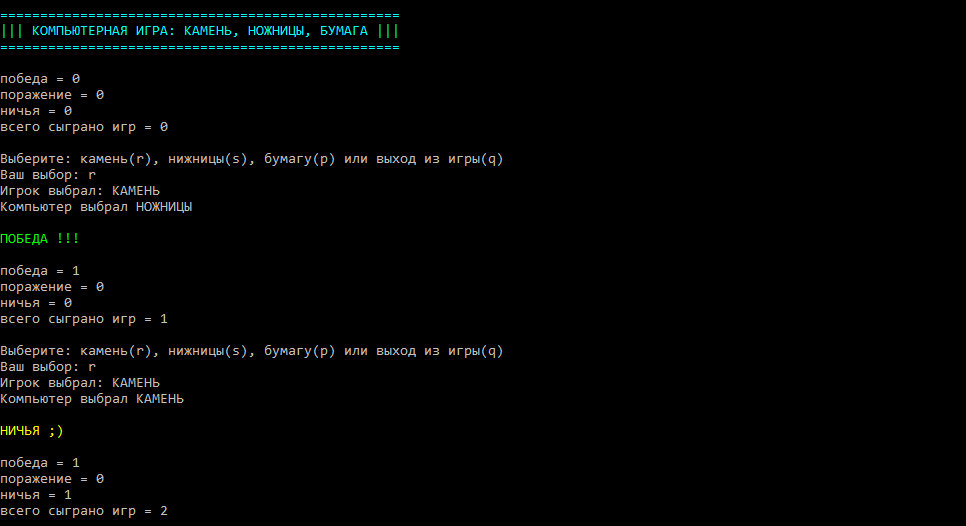 ==================================================
||| КОМПЬЮТЕРНАЯ ИГРА: КАМЕНЬ, НОЖНИЦЫ, БУМАГА |||
==================================================
победа = 0
поражение = 0
ничья = 0
всего сыграно игр = 0
Выберите: камень(r), нижницы(s), бумагу(p) или выход из игры(q)
Ваш выбор: r
Игрок выбрал: КАМЕНЬ
Компьютер выбрал НОЖНИЦЫ
ПОБЕДА !!!
победа = 1
поражение = 0
ничья = 0
всего сыграно игр = 1
Выберите: камень(r), нижницы(s), бумагу(p) или выход из игры(q)
Ваш выбор: r
Игрок выбрал: КАМЕНЬ
Компьютер выбрал КАМЕНЬ
НИЧЬЯ ;)
победа = 1
поражение = 0
ничья = 1
всего сыграно игр = 2